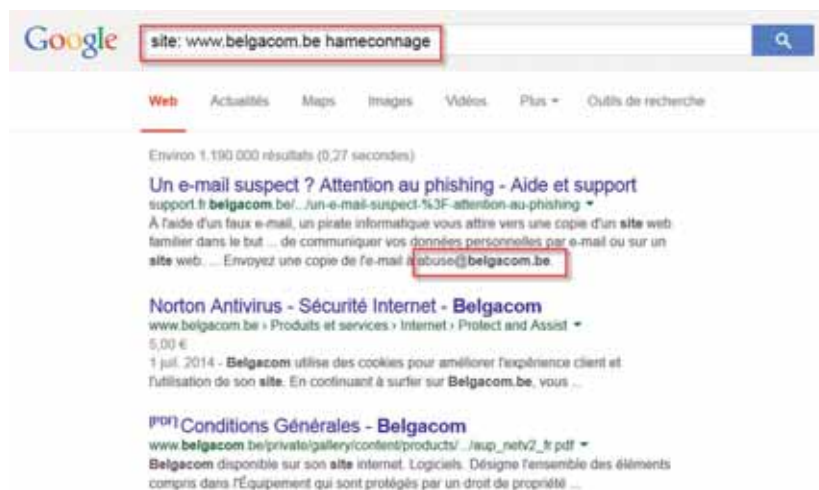 Google site: www.belgacom.be hameconnage
Web Actualités Maps Images Vidéos Plus Outils de recherche
Environ 1.190.000 résultats (0,27 secondes)
Un e-mail suspect ? Attention au phishing - Aide et support
support.fr.belgacom.be/.../un-e-mail-suspect-%3F-attention-au-phishing
À l'aide d'un faux e-mail, un pirate informatique vous attire vers une copie d'un site web
familier dans le but ... de communiquer vos données personnelles par e-mail ou sur un
site web. ... Envoyez une copie de l'e-mail à abuse@belgacom.be.
Norton Antivirus - Sécurité Internet - Belgacom
www.belgacom.be › Produits et services › Internet › Protect and Assist
5,00 €
1 juil. 2014 - Belgacom utilise des cookies pour améliorer l'expérience client et
l'utilisation de son site. En continuant à surfer sur Belgacom.be, vous ...
[PDF] Conditions Générales - Belgacom
www.belgacom.be/private/gallery/content/products/.../aup_netv2_fr.pdf
Belgacom disponible sur son site internet. Logiciels. Désigne l'ensemble des éléments
compris dans l'Équipement qui sont protégés par un droit de propriété ...